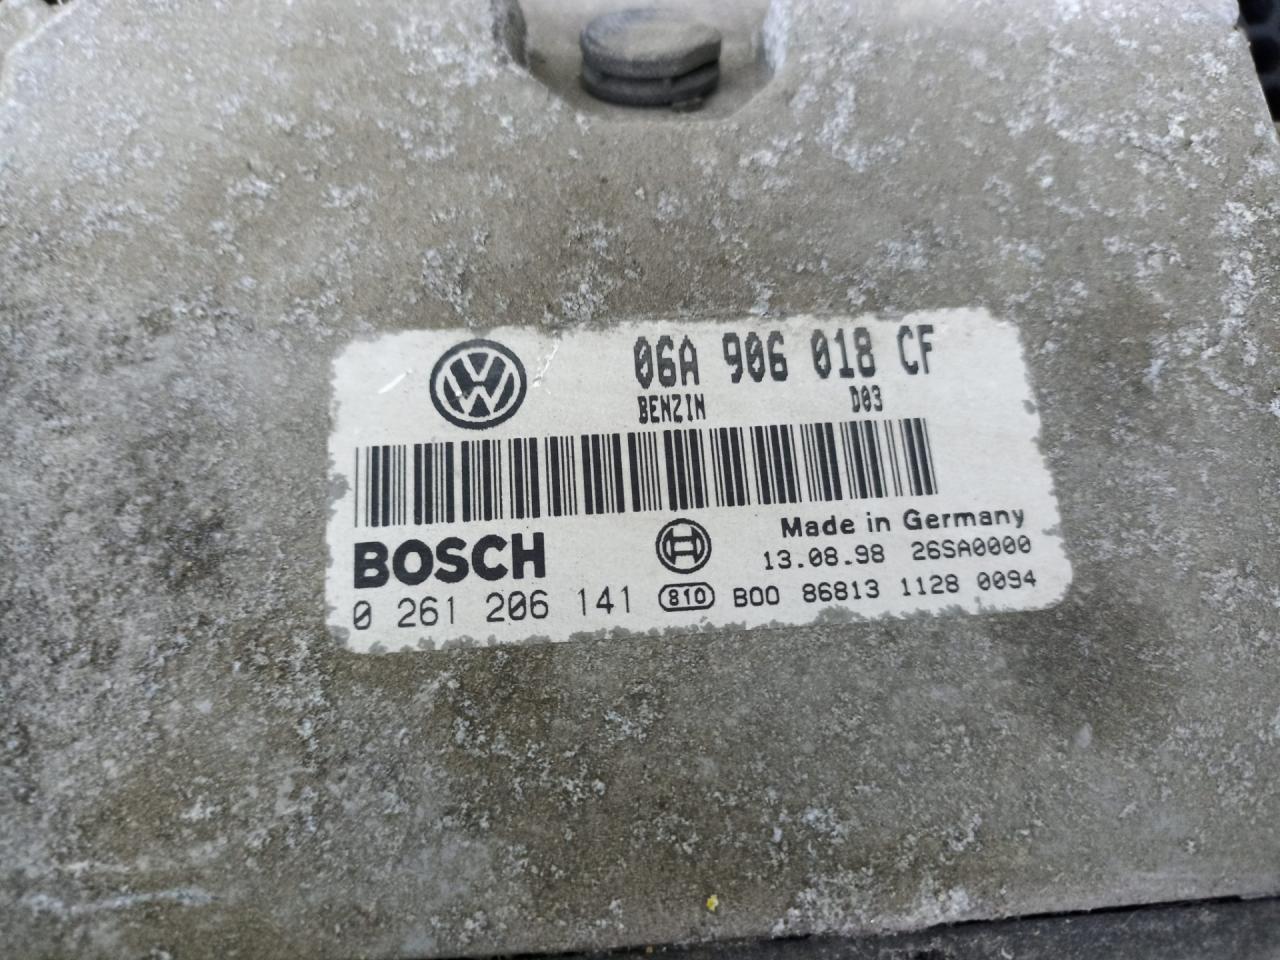 06A 906 018 CF
BENZIN D03
Made in Germany
BOSCH 13.08.98 26SA0000
0 261 206 141 810 B00 86813 1128 0094